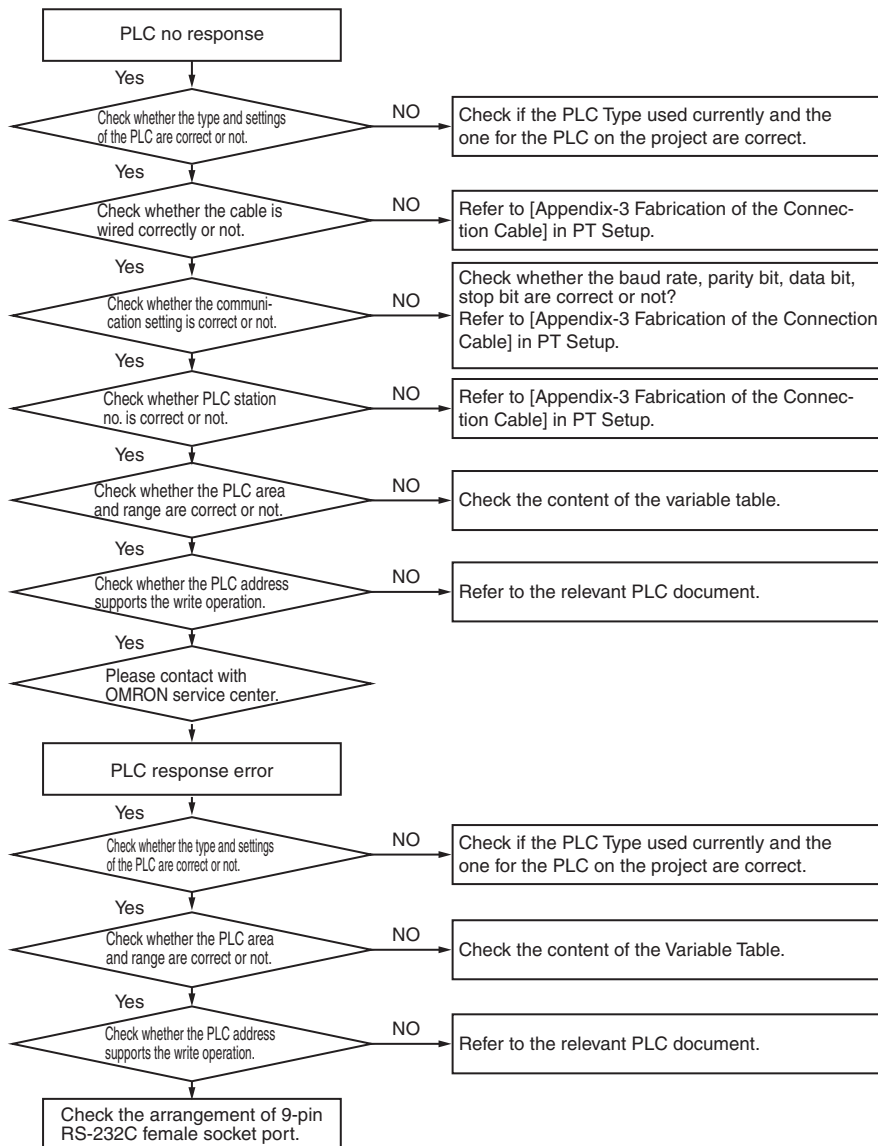 PLC no response
Yes
Check whether the type and settings
of the PLC are correct or not.
NO
Check if the PLC Type used currently and the
one for the PLC on the project are correct.
Yes
Check whether the cable is
wired correctly or not.
NO
Refer to [Appendix-3 Fabrication of the Connec-
tion Cable] in PT Setup.
Yes
Check whether the communi-
cation setting is correct or not.
NO
Check whether the baud rate, parity bit, data bit,
stop bit are correct or not?
Refer to [Appendix-3 Fabrication of the Connection
Cable] in PT Setup.
Yes
Check whether PLC station
no. is correct or not.
NO
Refer to [Appendix-3 Fabrication of the Connec-
tion Cable] in PT Setup.
Yes
Check whether the PLC area
and range are correct or not.
NO
Check the content of the variable table.
Yes
Check whether the PLC address
supports the write operation.
NO
Refer to the relevant PLC document.
Yes
Please contact with
OMRON service center.
PLC response error
Yes
Check whether the type and settings
of the PLC are correct or not.
NO
Check if the PLC Type used currently and the
one for the PLC on the project are correct.
Yes
Check whether the PLC area
and range are correct or not.
NO
Check the content of the Variable Table.
Yes
Check whether the PLC address
supports the write operation.
NO
Refer to the relevant PLC document.
Check the arrangement of 9-pin
RS-232C female socket port.